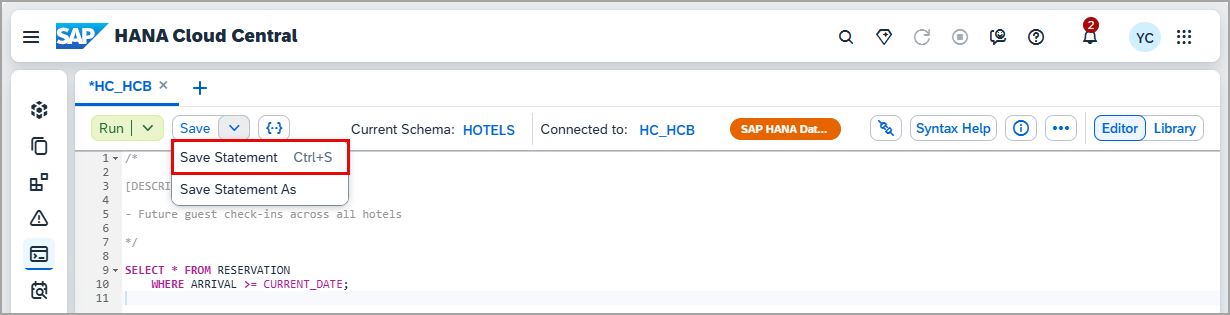 SAP HANA Cloud Central
2
YC
*HC_HCB
Run Save Current Schema: HOTELS Connected to: HC_HCB SAP HANA Dat... Syntax Help Editor Library
Save Statement Ctrl+S
Save Statement As
1 /*
2
3 [DESCRI
4
5 - Future guest check-ins across all hotels
6
7 */
8
9 SELECT * FROM RESERVATION
10 WHERE ARRIVAL >= CURRENT_DATE;
11